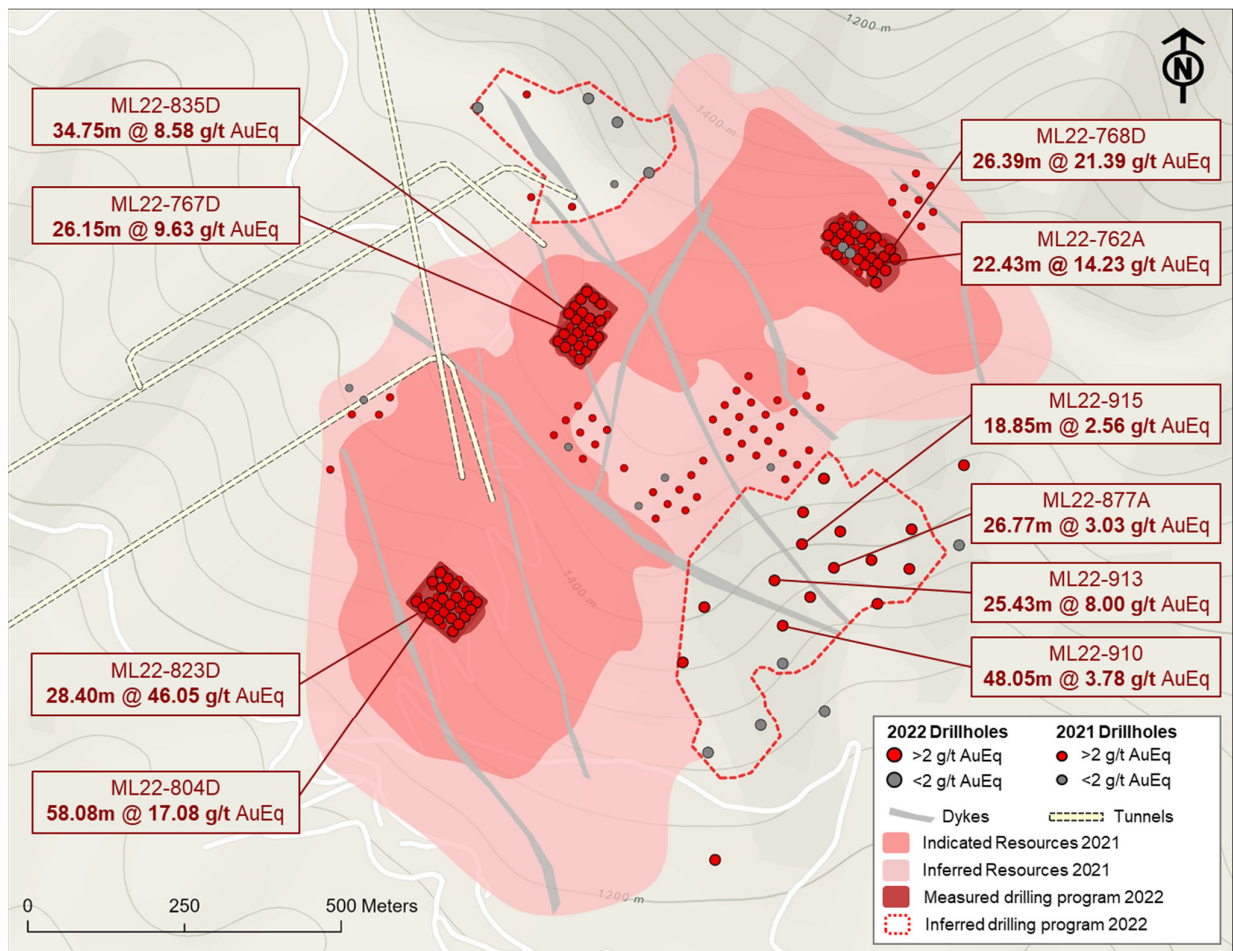 1200 m
N
ML22-835D
34.75m @ 8.58 g/t AuEq
1400 m
ML22-768D
26.39m @ 21.39 g/t AuEq
ML22-767D
26.15m @ 9.63 g/t AuEq
ML22-762A
22.43m @ 14.23 g/t AuEq
ML22-915
18.85m @ 2.56 g/t AuEq
ML22-877A
26.77m @ 3.03 g/t AuEq
1400 m
ML22-913
25.43m @ 8.00 g/t AuEq
ML22-910
48.05m @ 3.78 g/t AuEq
ML22-823D
28.40m @ 46.05 g/t AuEq
ML22-804D
58.08m @ 17.08 g/t AuEq
2022 Drillholes
>2 g/t AuEq
<2 g/t AuEq
2021 Drillholes
>2 g/t AuEq
<2 g/t AuEq
Dykes
Tunnels
Indicated Resources 2021
Inferred Resources 2021
Measured drilling program 2022
Inferred drilling program 2022
1200 m
0 250 500 Meters